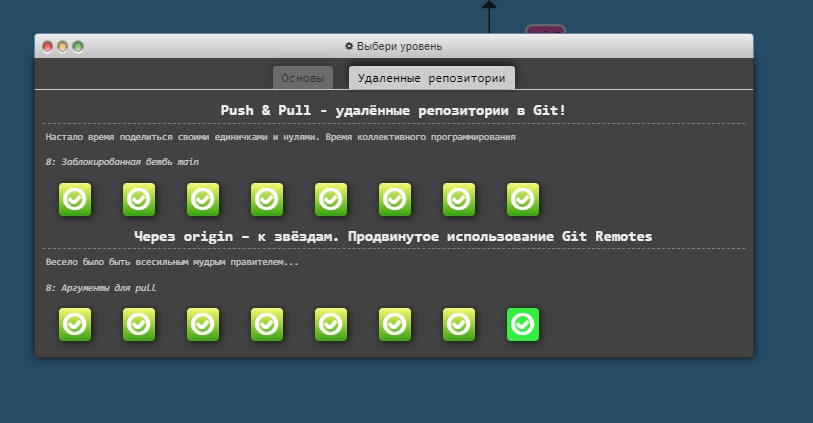 Выбери уровень
Основы
Удаленные репозитории
Push & Pull - удалённые репозитории в Git!
Настало время поделиться своими единичками и нулями. Время коллективного программирования
8: Заблокированная ветвь main
Через origin – к звёздам. Продвинутое использование Git Remotes
Весело было быть всесильным мудрым правителем...
8: Аргументы для pull